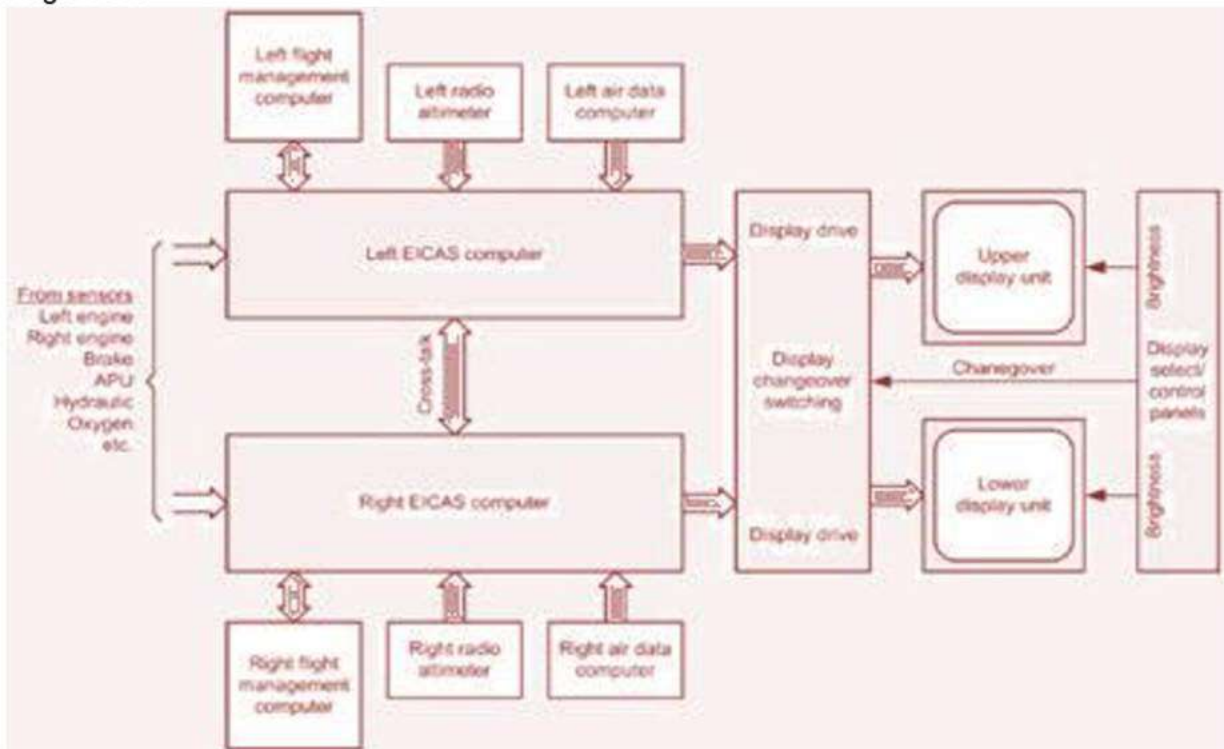 Left flight
management
computer
Left radio
altimeter
Left air data
computer
Left EICAS computer
Display drive
Upper
display unit
Brightness
From sensors
Left engine
Right engine
Brake
APU
Hydrautic
Oxygen
etc.
Cross-talk
Display
changeover
switching
Chanegover
Display
select/
control
panels
Right EICAS computer
Display drive
Lower
display unit
Brightness
Right flight
management
computer
Right radio
altimeter
Right air data
computer